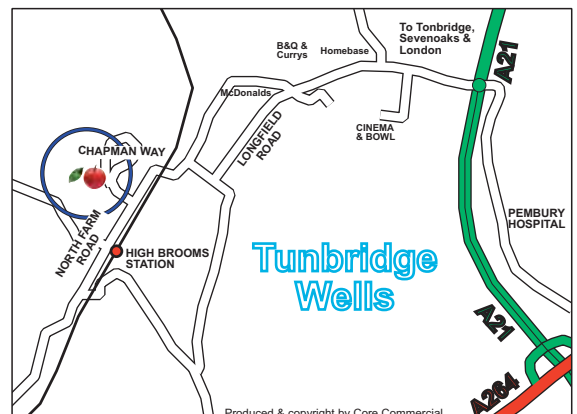 To Tonbridge,
Sevenoaks &
London
A21
B&Q &
Currys
Homebase
McDonalds
CINEMA
& BOWL
LONGFIELD
ROAD
CHAPMAN WAY
NORTH FARM
ROAD
HIGH BROOMS
STATION
PEMBURY
HOSPITAL
Tunbridge
Wells
A21
A264
Produced & copyright by Core Commercial